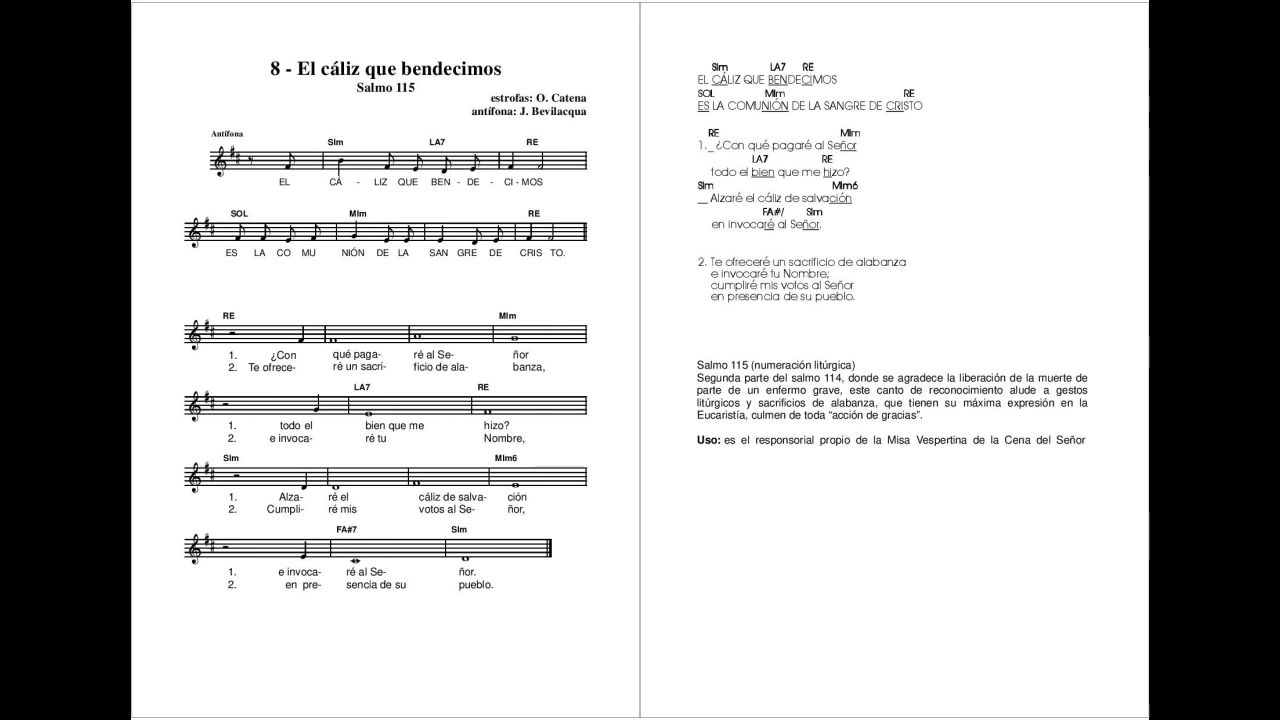 8 - El cáliz que bendecimos
Salmo 115
estrofas: O. Catena
antífona: J. Bevilacqua
Antífona
SIm LA7 RE
EL CÁ - LIZ QUE BEN - DE - CI - MOS
SOL MIm RE
ES LA CO MU NIÓN DE LA SAN GRE DE CRIS TO.
RE MIm
1. ¿Con qué paga- ré al Se- ñor
2. Te ofrece- ré un sacri- ficio de ala- banza,
LA7 RE
1. todo el bien que me hizo?
2. e invoca- ré tu Nombre,
SIm MIm6
1. Alza- ré el cáliz de salva- ción
2. Cumpli- ré mis votos al Se- ñor,
FA#7 SIm
1. e invoca- ré al Se- ñor.
2. en pre- sencia de su pueblo.
SIm LA7 RE
EL CÁLIZ QUE BENDECIMOS
SOL MIm RE
ES LA COMUNIÓN DE LA SANGRE DE CRISTO
RE MIm
1._ ¿Con qué pagaré al Señor
LA7 RE
todo el bien que me hizo?
SIm MIm6
__ Alzaré el cáliz de salvación
FA#/ SIm
en invocaré al Señor.
2. Te ofreceré un sacrificio de alabanza
e invocaré tu Nombre;
cumpliré mis votos al Señor
en presencia de su pueblo.
Salmo 115 (numeración litúrgica)
Segunda parte del salmo 114, donde se agradece la liberación de la muerte de
parte de un enfermo grave, este canto de reconocimiento alude a gestos
litúrgicos y sacrificios de alabanza, que tienen su máxima expresión en la
Eucaristía, culmen de toda “acción de gracias”.
Uso: es el responsorial propio de la Misa Vespertina de la Cena del Señor